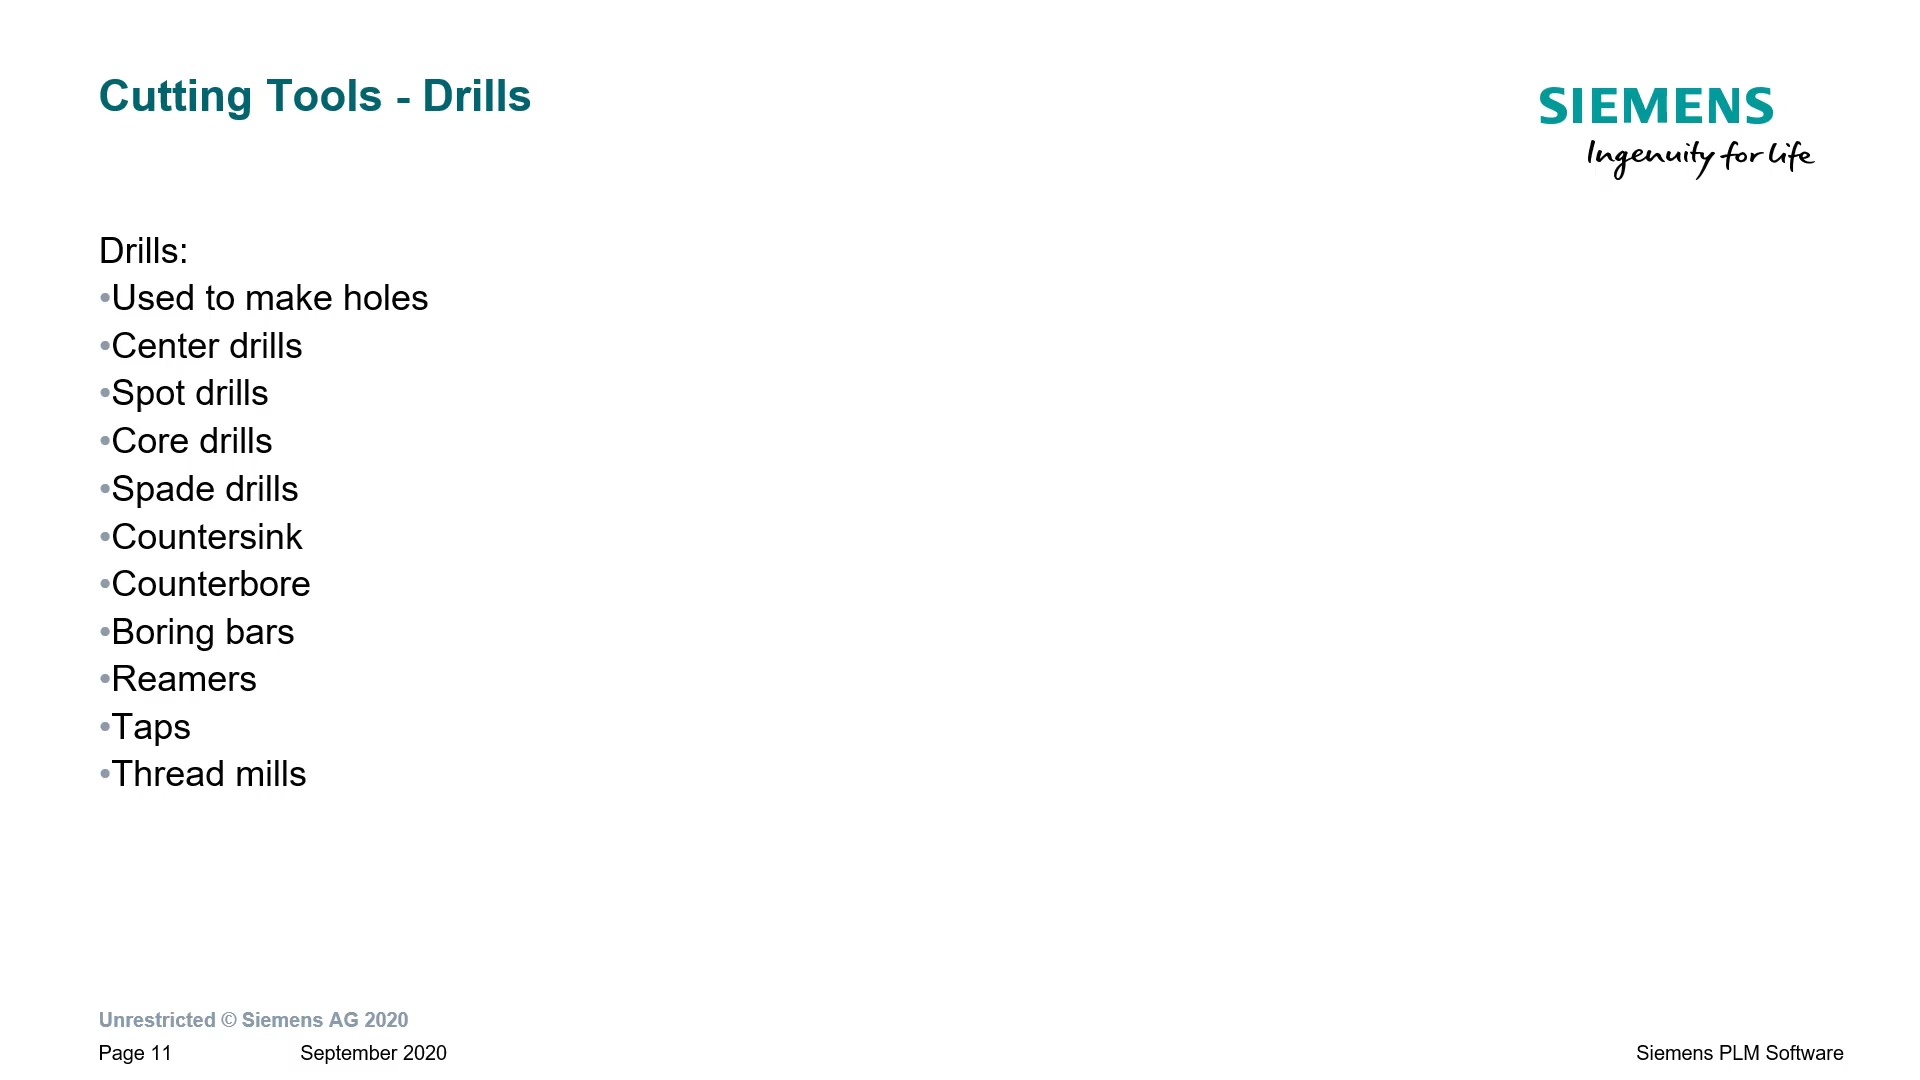 Cutting Tools - Drills
SIEMENS
Ingenuity for life
Drills:
•Used to make holes
•Center drills
•Spot drills
•Core drills
•Spade drills
•Countersink
•Counterbore
•Boring bars
•Reamers
•Taps
•Thread mills
Unrestricted © Siemens AG 2020
Page 11 September 2020 Siemens PLM Software